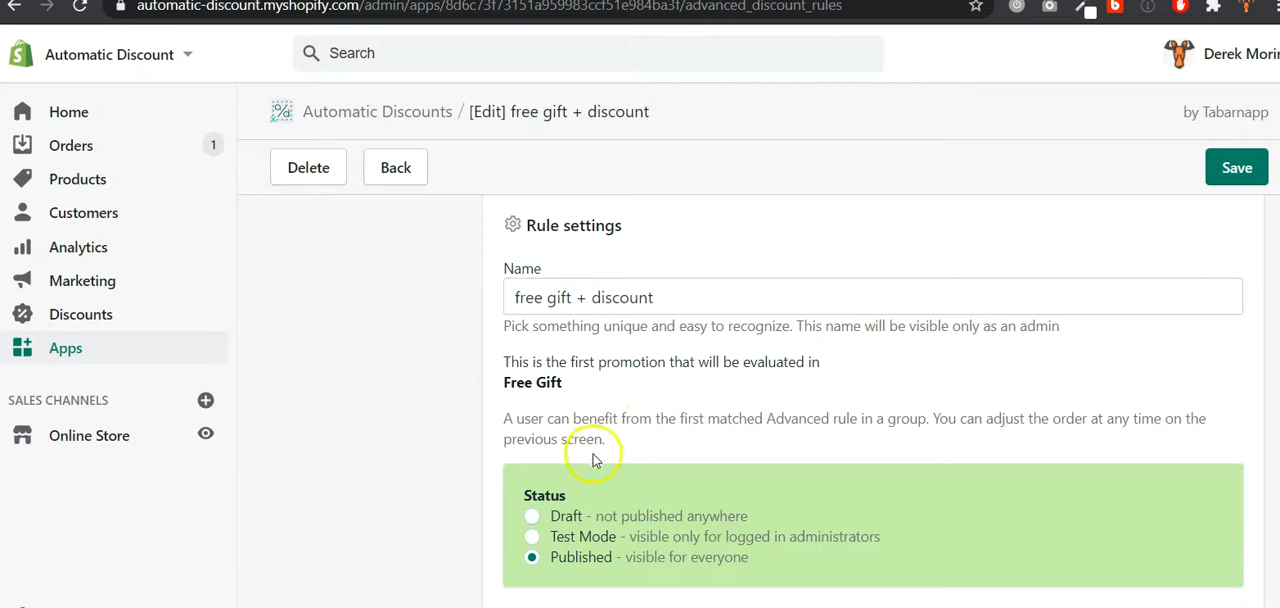 automatic-discount.myshopify.com/admin/apps/8d6c73f73151a959983ccf51e984ba3f/advanced_discount_rules
Automatic Discount
Search
Derek Morin
Home
Orders
1
Products
Customers
Analytics
Marketing
Discounts
Apps
SALES CHANNELS
Online Store
Automatic Discounts / [Edit] free gift + discount
by Tabarnapp
Delete
Back
Save
Rule settings
Name
free gift + discount
Pick something unique and easy to recognize. This name will be visible only as an admin
This is the first promotion that will be evaluated in
Free Gift
A user can benefit from the first matched Advanced rule in a group. You can adjust the order at any time on the
previous screen.
Status
Draft - not published anywhere
Test Mode - visible only for logged in administrators
Published - visible for everyone